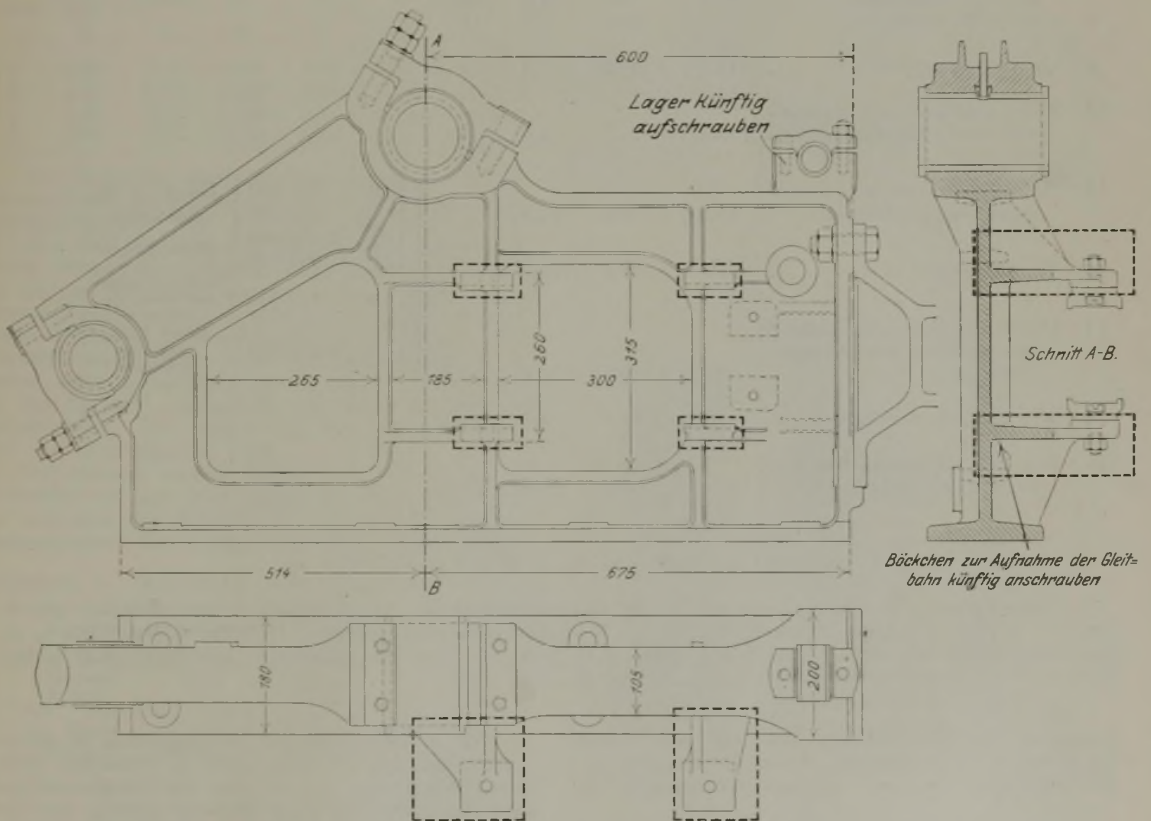 A
600
Lager Künftig
aufschrauben
260
315
265
185
300
Schnitt A-B.
Böckchen zur Aufnahme der Gleit=
bahn künftig anschrauben
514
675
B
180
105
200